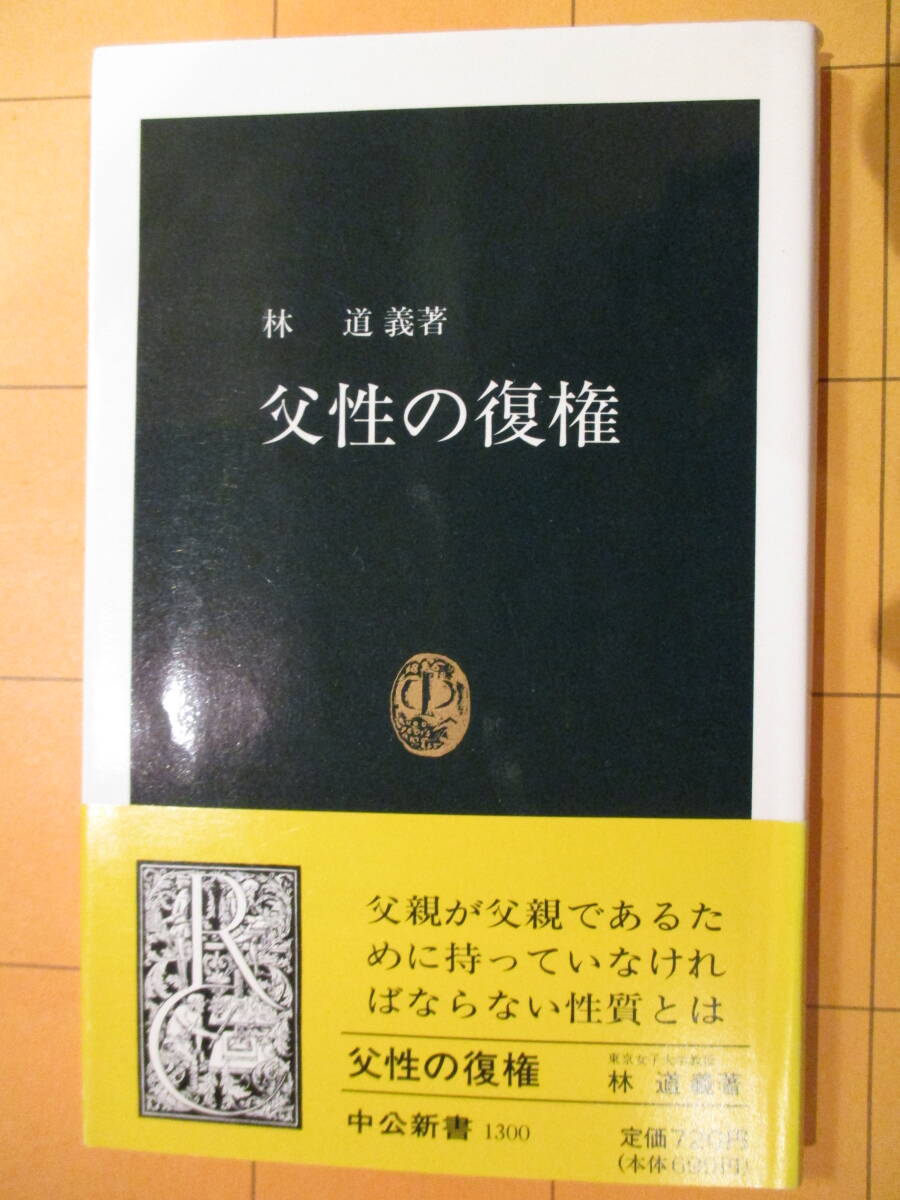 林 道義著
父性の復権
父親が父親であるた
めに持っていなけれ
ばならない性質とは
父性の復権
東京女子大学教授
林 道義著
中公新書 1300
定価720円
(本体699円)
RC